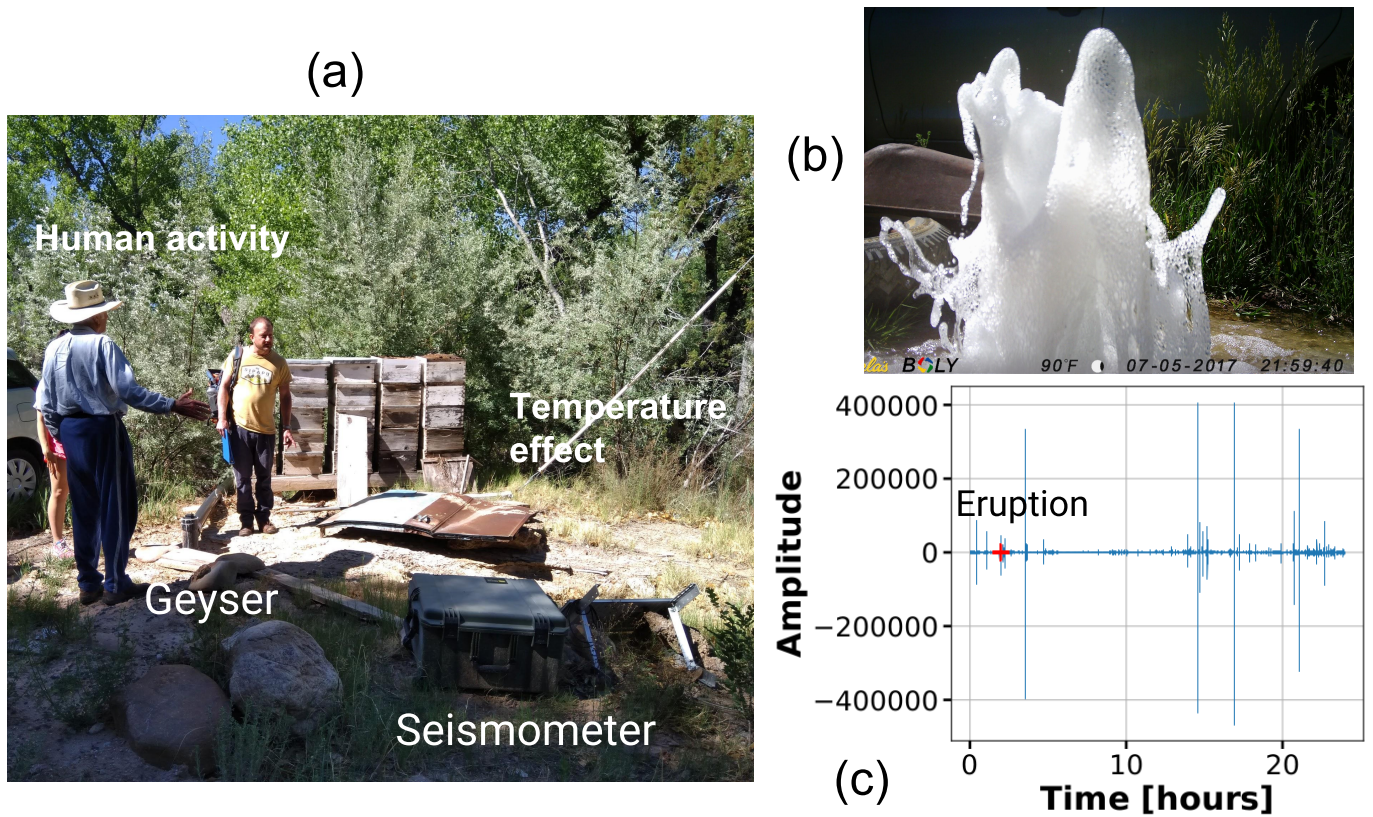 (a)
Human activity
Temperature
effect
Geyser
Seismometer
(b)
BOLY
90°F 07-05-2017 21:59:40
400000
200000
0
−200000
−400000
Amplitude
Eruption
0 10 20
Time [hours]
(c)